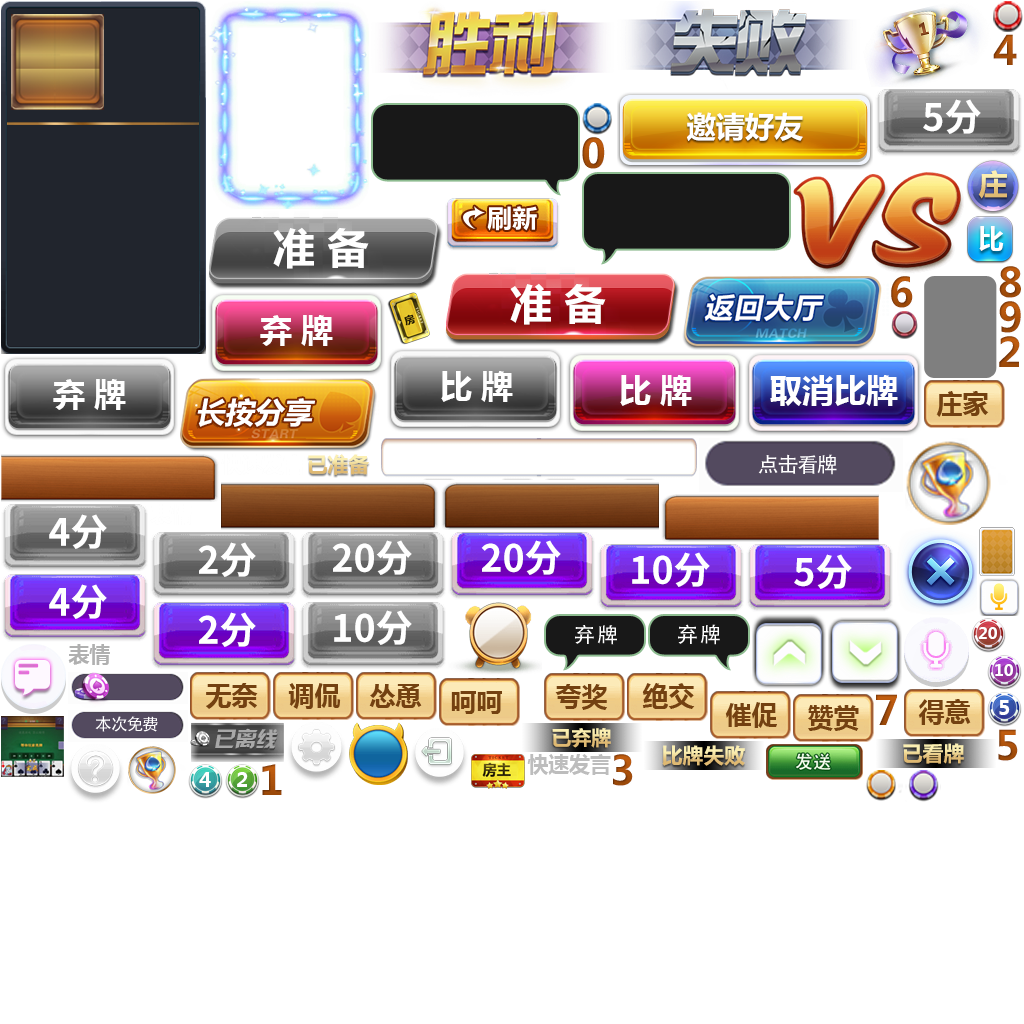 胜利
失败
1
4
5分
邀请好友
0
庄
VS
刷新
比
准备
准备
返回大厅
MATCH
6
8
9
2
弃牌
房
弃牌
长按分享
START
比牌
比牌
取消比牌
庄家
已准备
点击看牌
4分
2分
20分
20分
10分
5分
4分
2分
10分
弃牌
弃牌
20
表情
10
无奈
调侃
怂恿
呵呵
夸奖
绝交
催促
赞赏
7
得意
5
本次免费
已离线
已弃牌
比牌失败
已看牌
5
4
2
1
房主
快速发言
3
发送